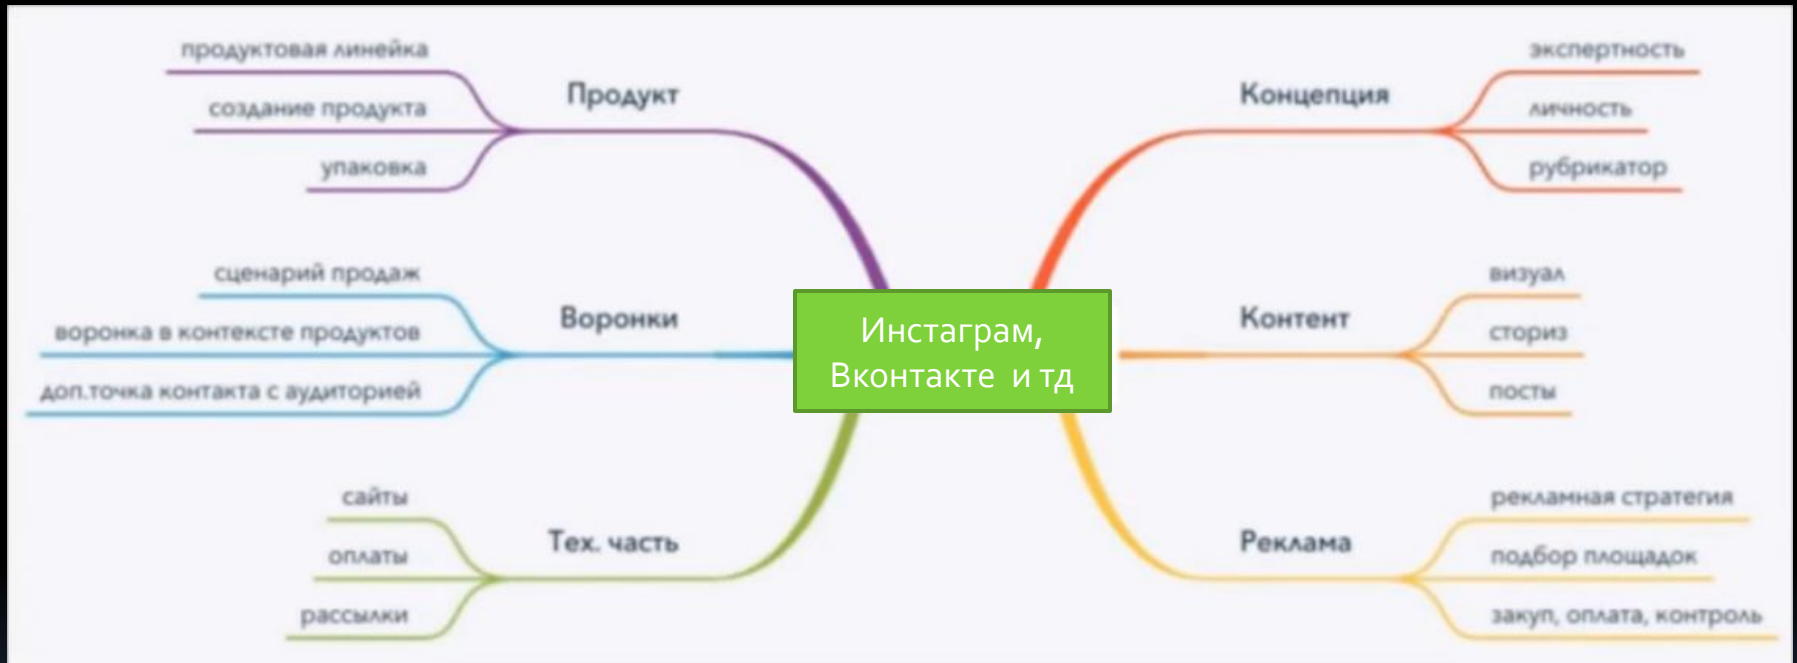 Продукт
продуктовая линейка
создание продукта
упаковка
Воронки
сценарий продаж
воронка в контексте продуктов
доп.точка контакта с аудиторией
Тех. часть
сайты
оплаты
рассылки
Инстаграм,
Вконтакте и тд
Концепция
экспертность
личность
рубрикатор
Контент
визуал
сториз
посты
Реклама
рекламная стратегия
подбор площадок
закуп, оплата, контроль